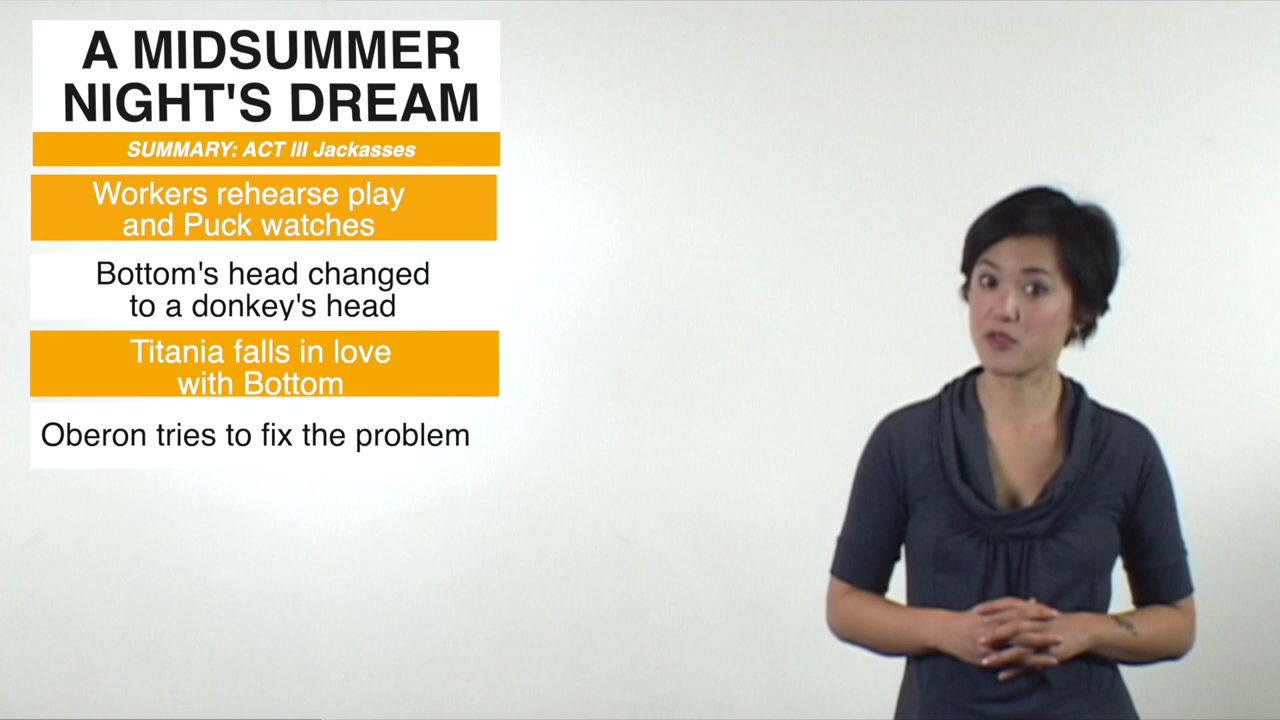 A MIDSUMMER
NIGHT'S DREAM
SUMMARY: ACT III Jackasses
Workers rehearse play
and Puck watches
Bottom's head changed
to a donkey's head
Titania falls in love
with Bottom
Oberon tries to fix the problem